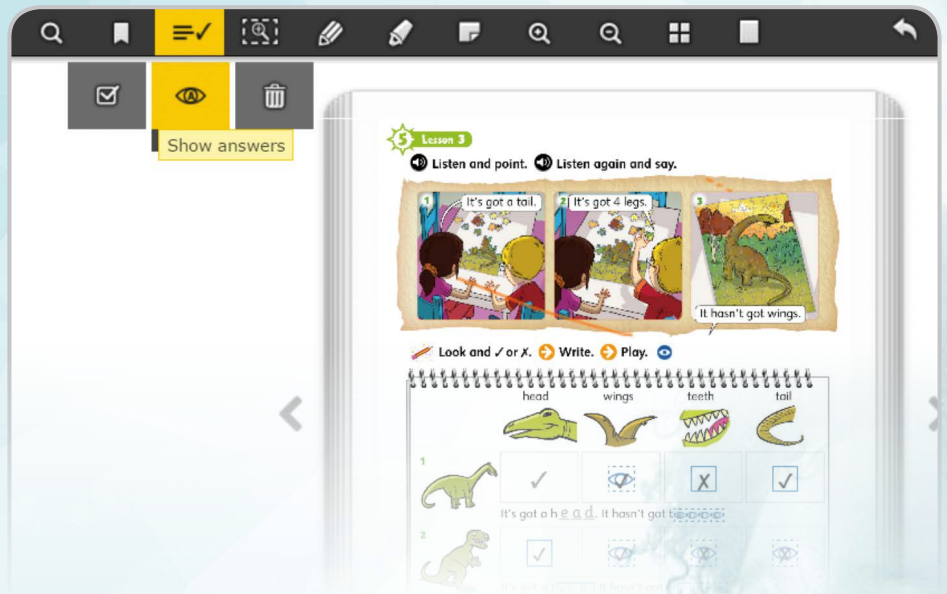 Show answers
5 Lesson 3
Listen and point. Listen again and say.
1 It's got a tail.
2 It's got 4 legs.
3
It hasn't got wings.
Look and ✓ or ✗. Write. Play.
head wings teeth tail
1
It's got a head. It hasn't got t
2